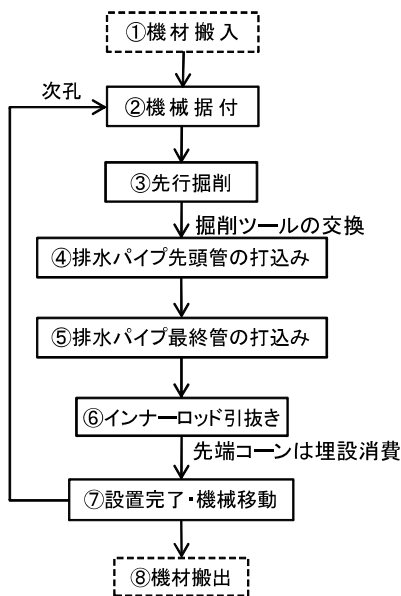 ①機材搬入
次孔
②機械据付
③先行掘削
掘削ツールの交換
④排水パイプ先頭管の打込み
⑤排水パイプ最終管の打込み
⑥インナーロッド引抜き
先端コーンは埋設消費
⑦設置完了・機械移動
⑧機材搬出